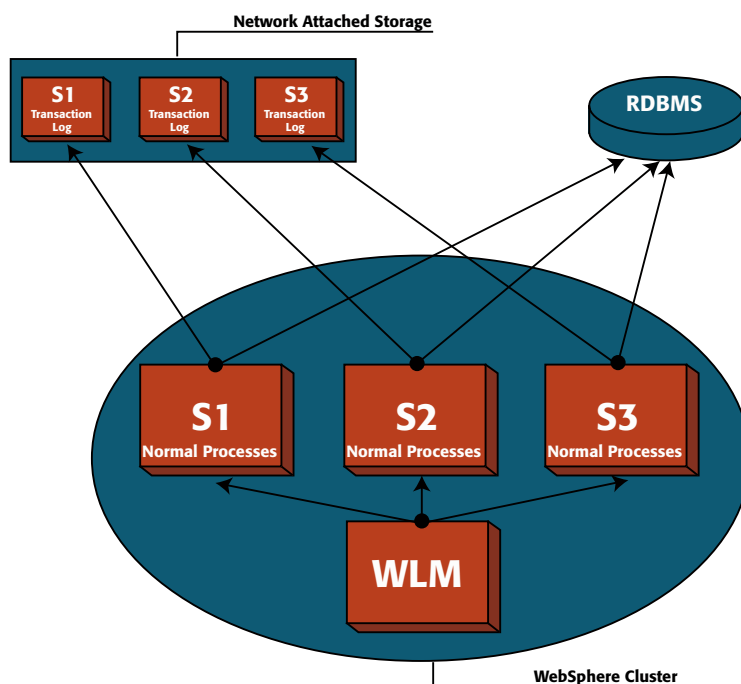 Network Attached Storage
S1
Transaction
Log
S2
Transaction
Log
S3
Transaction
Log
RDBMS
S1
Normal Processes
S2
Normal Processes
S3
Normal Processes
WLM
WebSphere Cluster